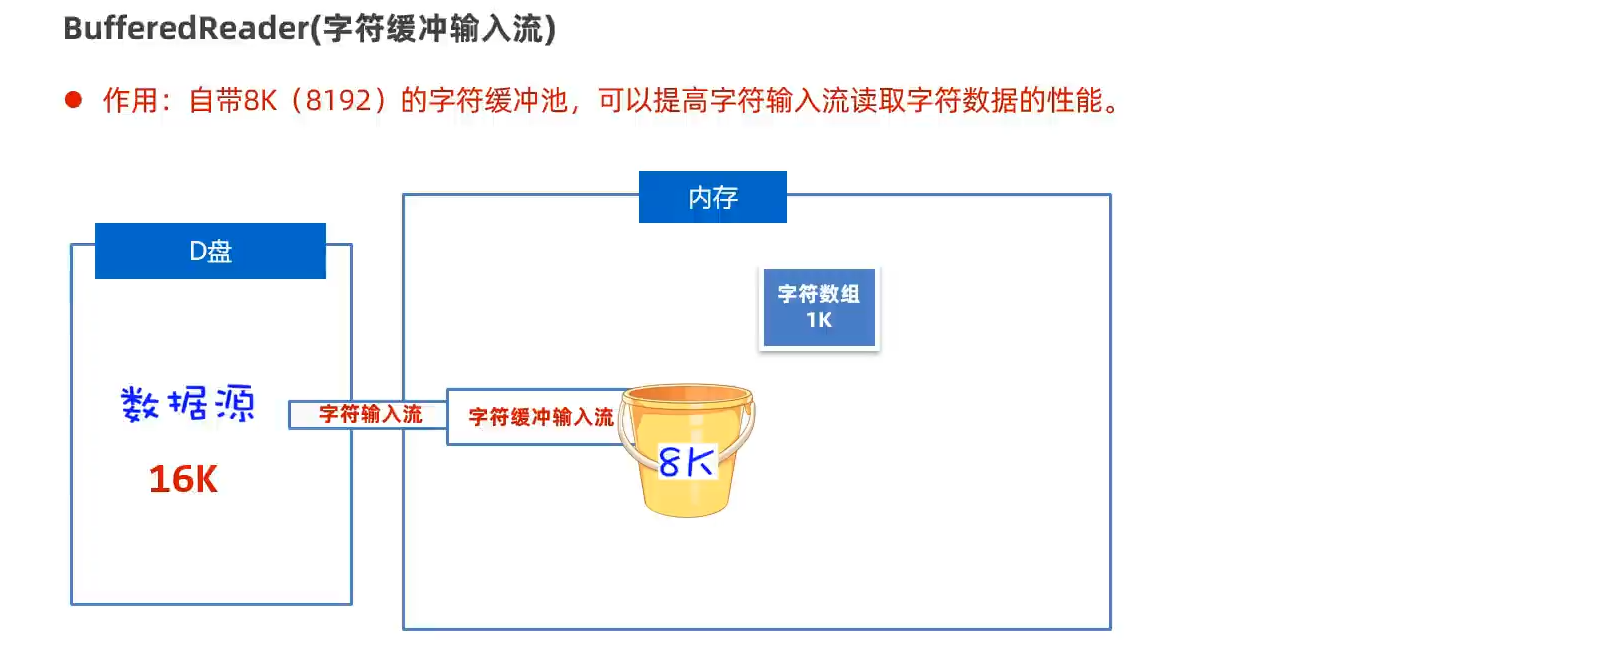 BufferedReader(字符缓冲输入流)
作用：自带8K（8192）的字符缓冲池，可以提高字符输入流读取字符数据的性能。
内存
D盘
字符数组
1K
数据源
字符输入流
字符缓冲输入流
8K
16K